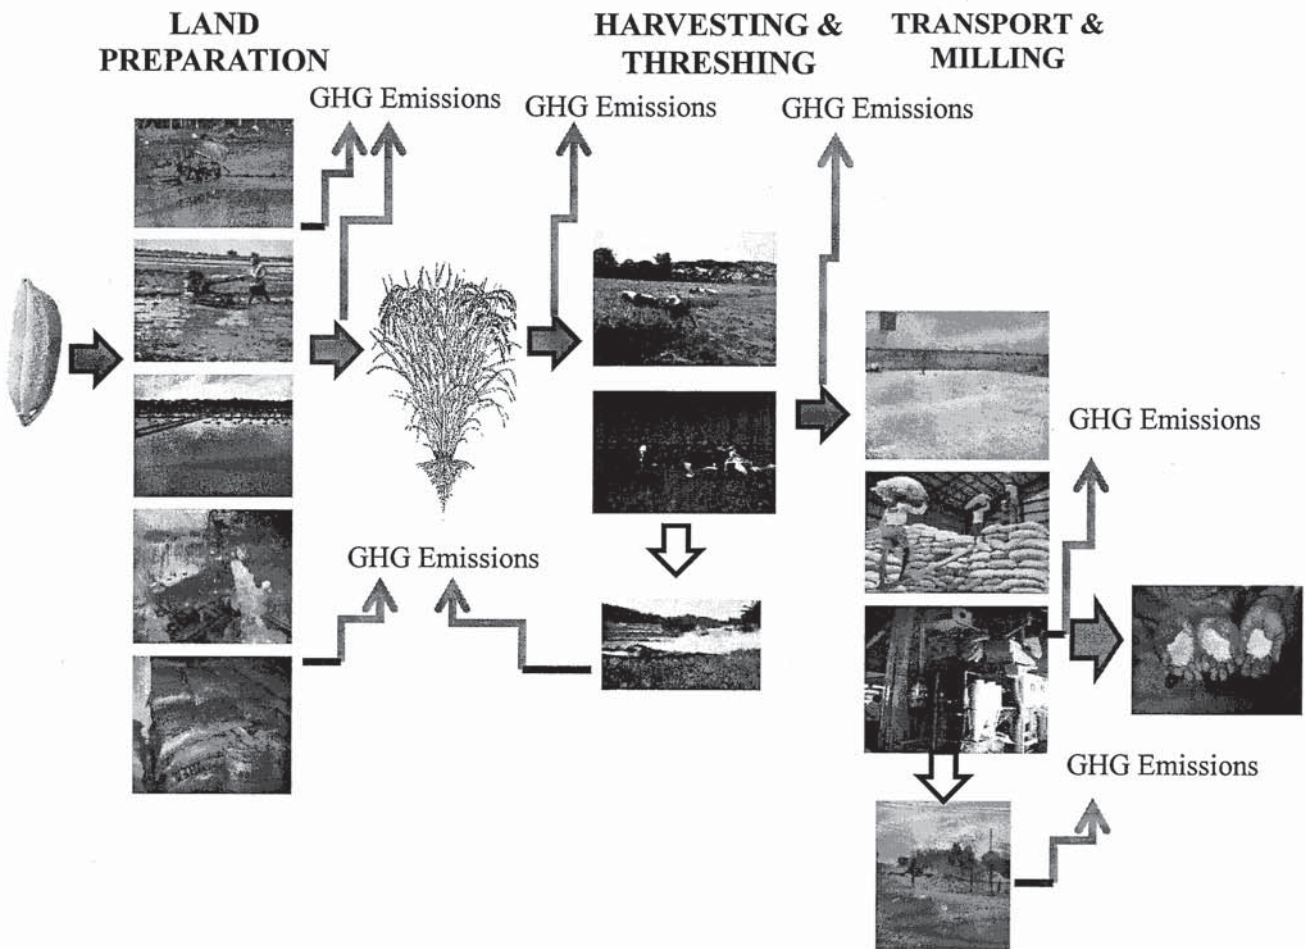 LAND
PREPARATION
HARVESTING &
THRESHING
TRANSPORT &
MILLING
GHG Emissions
GHG Emissions
GHG Emissions
GHG Emissions
GHG Emissions
GHG Emissions